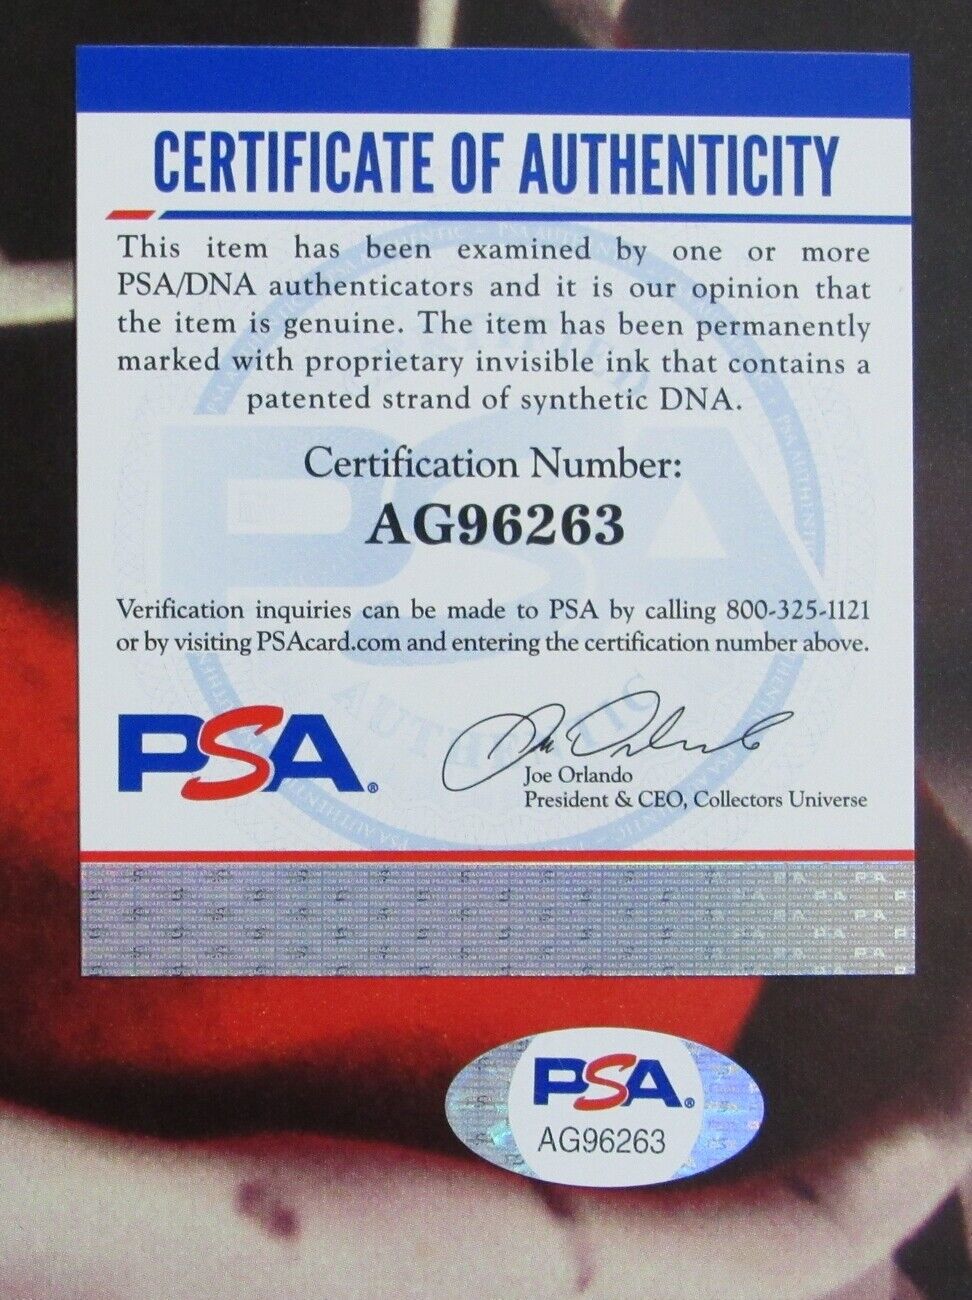 CERTIFICATE OF AUTHENTICITY
This item has been examined by one or more
PSA/DNA authenticators and it is our opinion that
the item is genuine. The item has been permanently
marked with proprietary invisible ink that contains a
patented strand of synthetic DNA.
Certification Number:
AG96263
Verification inquiries can be made to PSA by calling 800-325-1121
or by visiting PSAcard.com and entering the certification number above.
PSA®
Joe Orlando
President & CEO, Collectors Universe
PSA®
AG96263